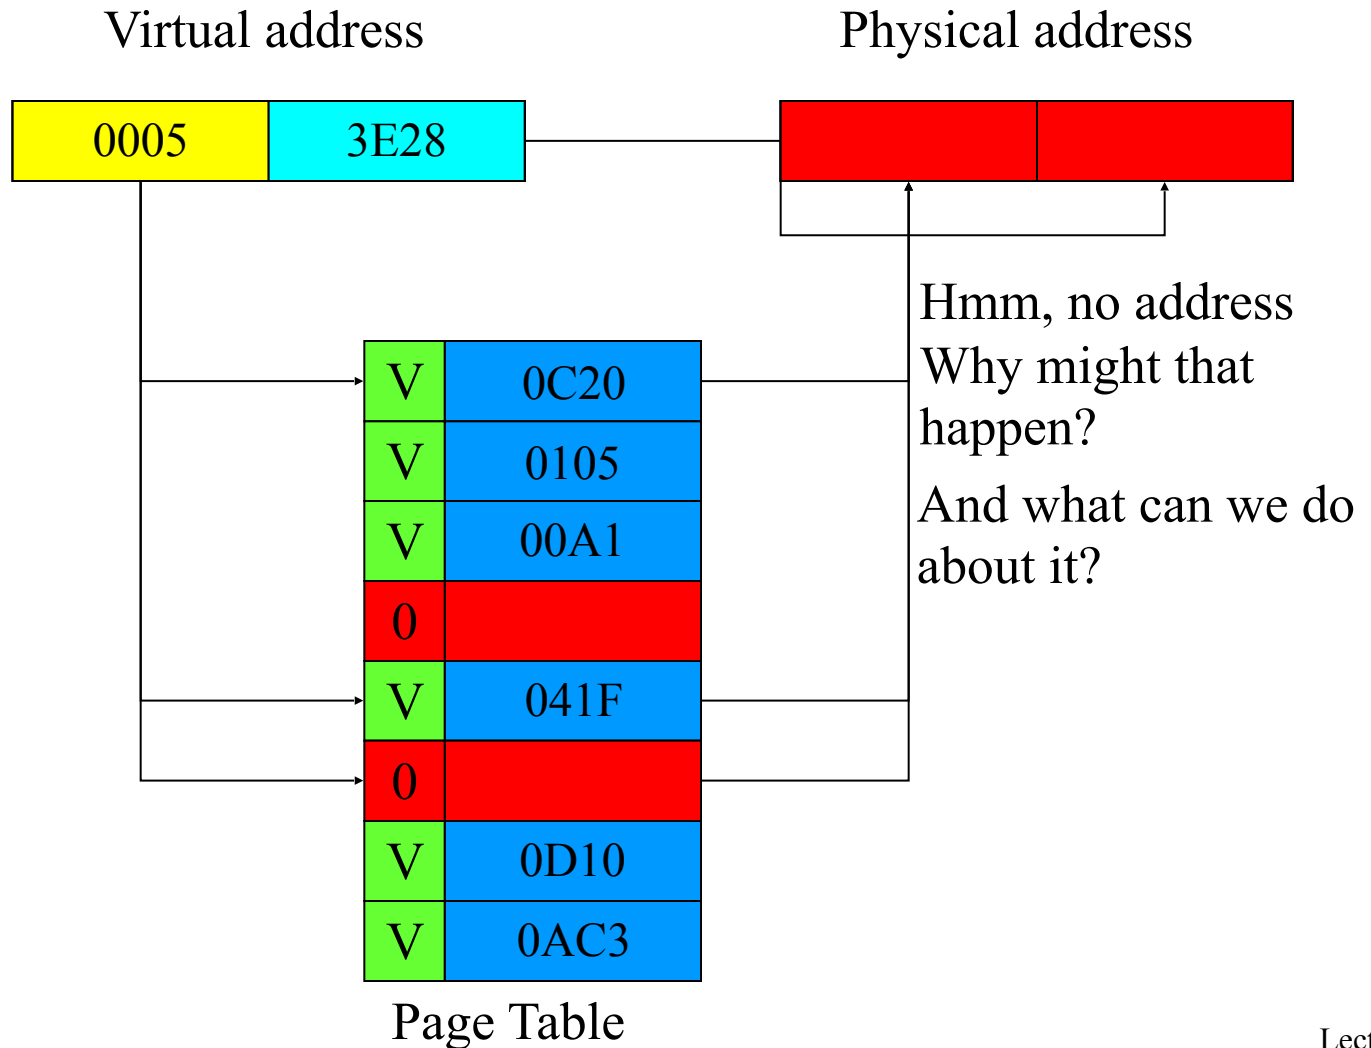 Virtual address
Physical address
0005
3E28
Hmm, no address
Why might that
happen?
And what can we do
about it?
V
0C20
V
0105
V
00A1
0
V
041F
0
V
0D10
V
0AC3
Page Table
Lect